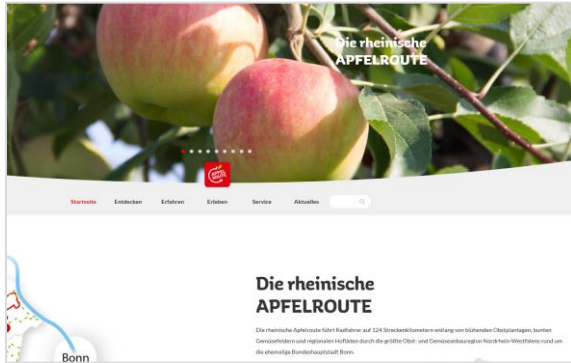 Die rheinische
APFELROUTE
APFEL
ROUTE
Startseite Entdecken Erfahren Erleben Service Aktuelles
Die rheinische
APFELROUTE
Die rheinische Apfelroute führt Radfahrer auf 124 Streckenkilometern entlang von blühenden Obstplantagen, bunten
Gemüsefeldern und regionalen Hofläden durch die größte Obst- und Gemüseanbauregion Nordrhein-Westfalens rund um
die ehemalige Bundeshauptstadt Bonn.
Bonn